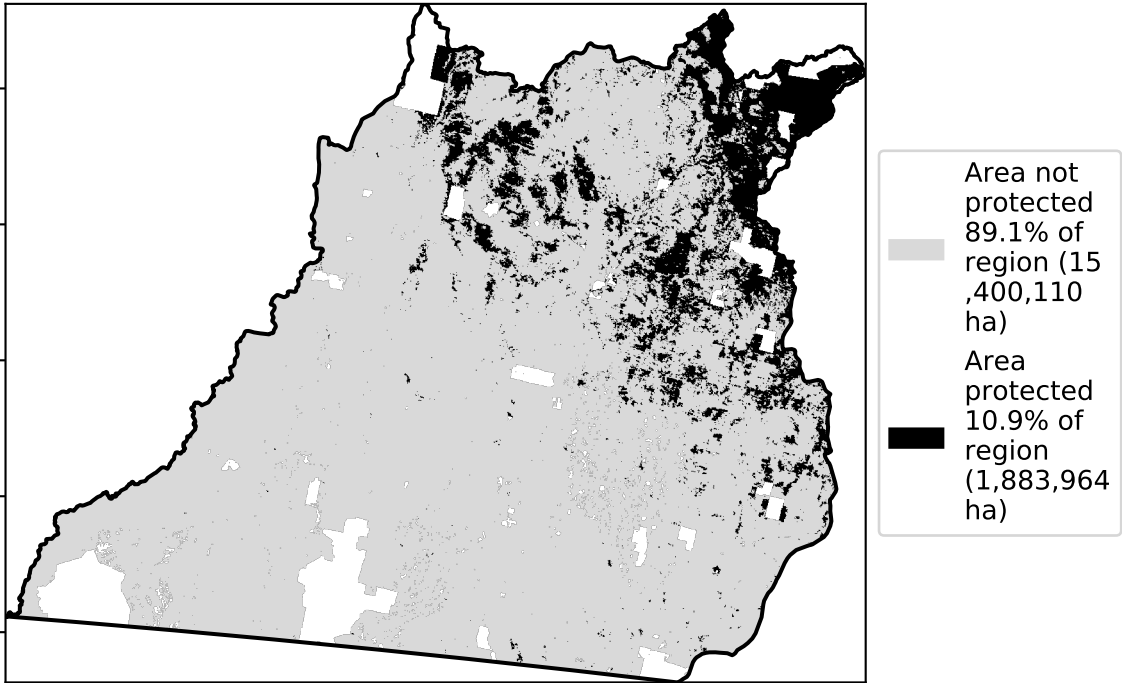 Area not
protected
89.1% of
region (15
,400,110
ha)
Area
protected
10.9% of
region
(1,883,964
ha)